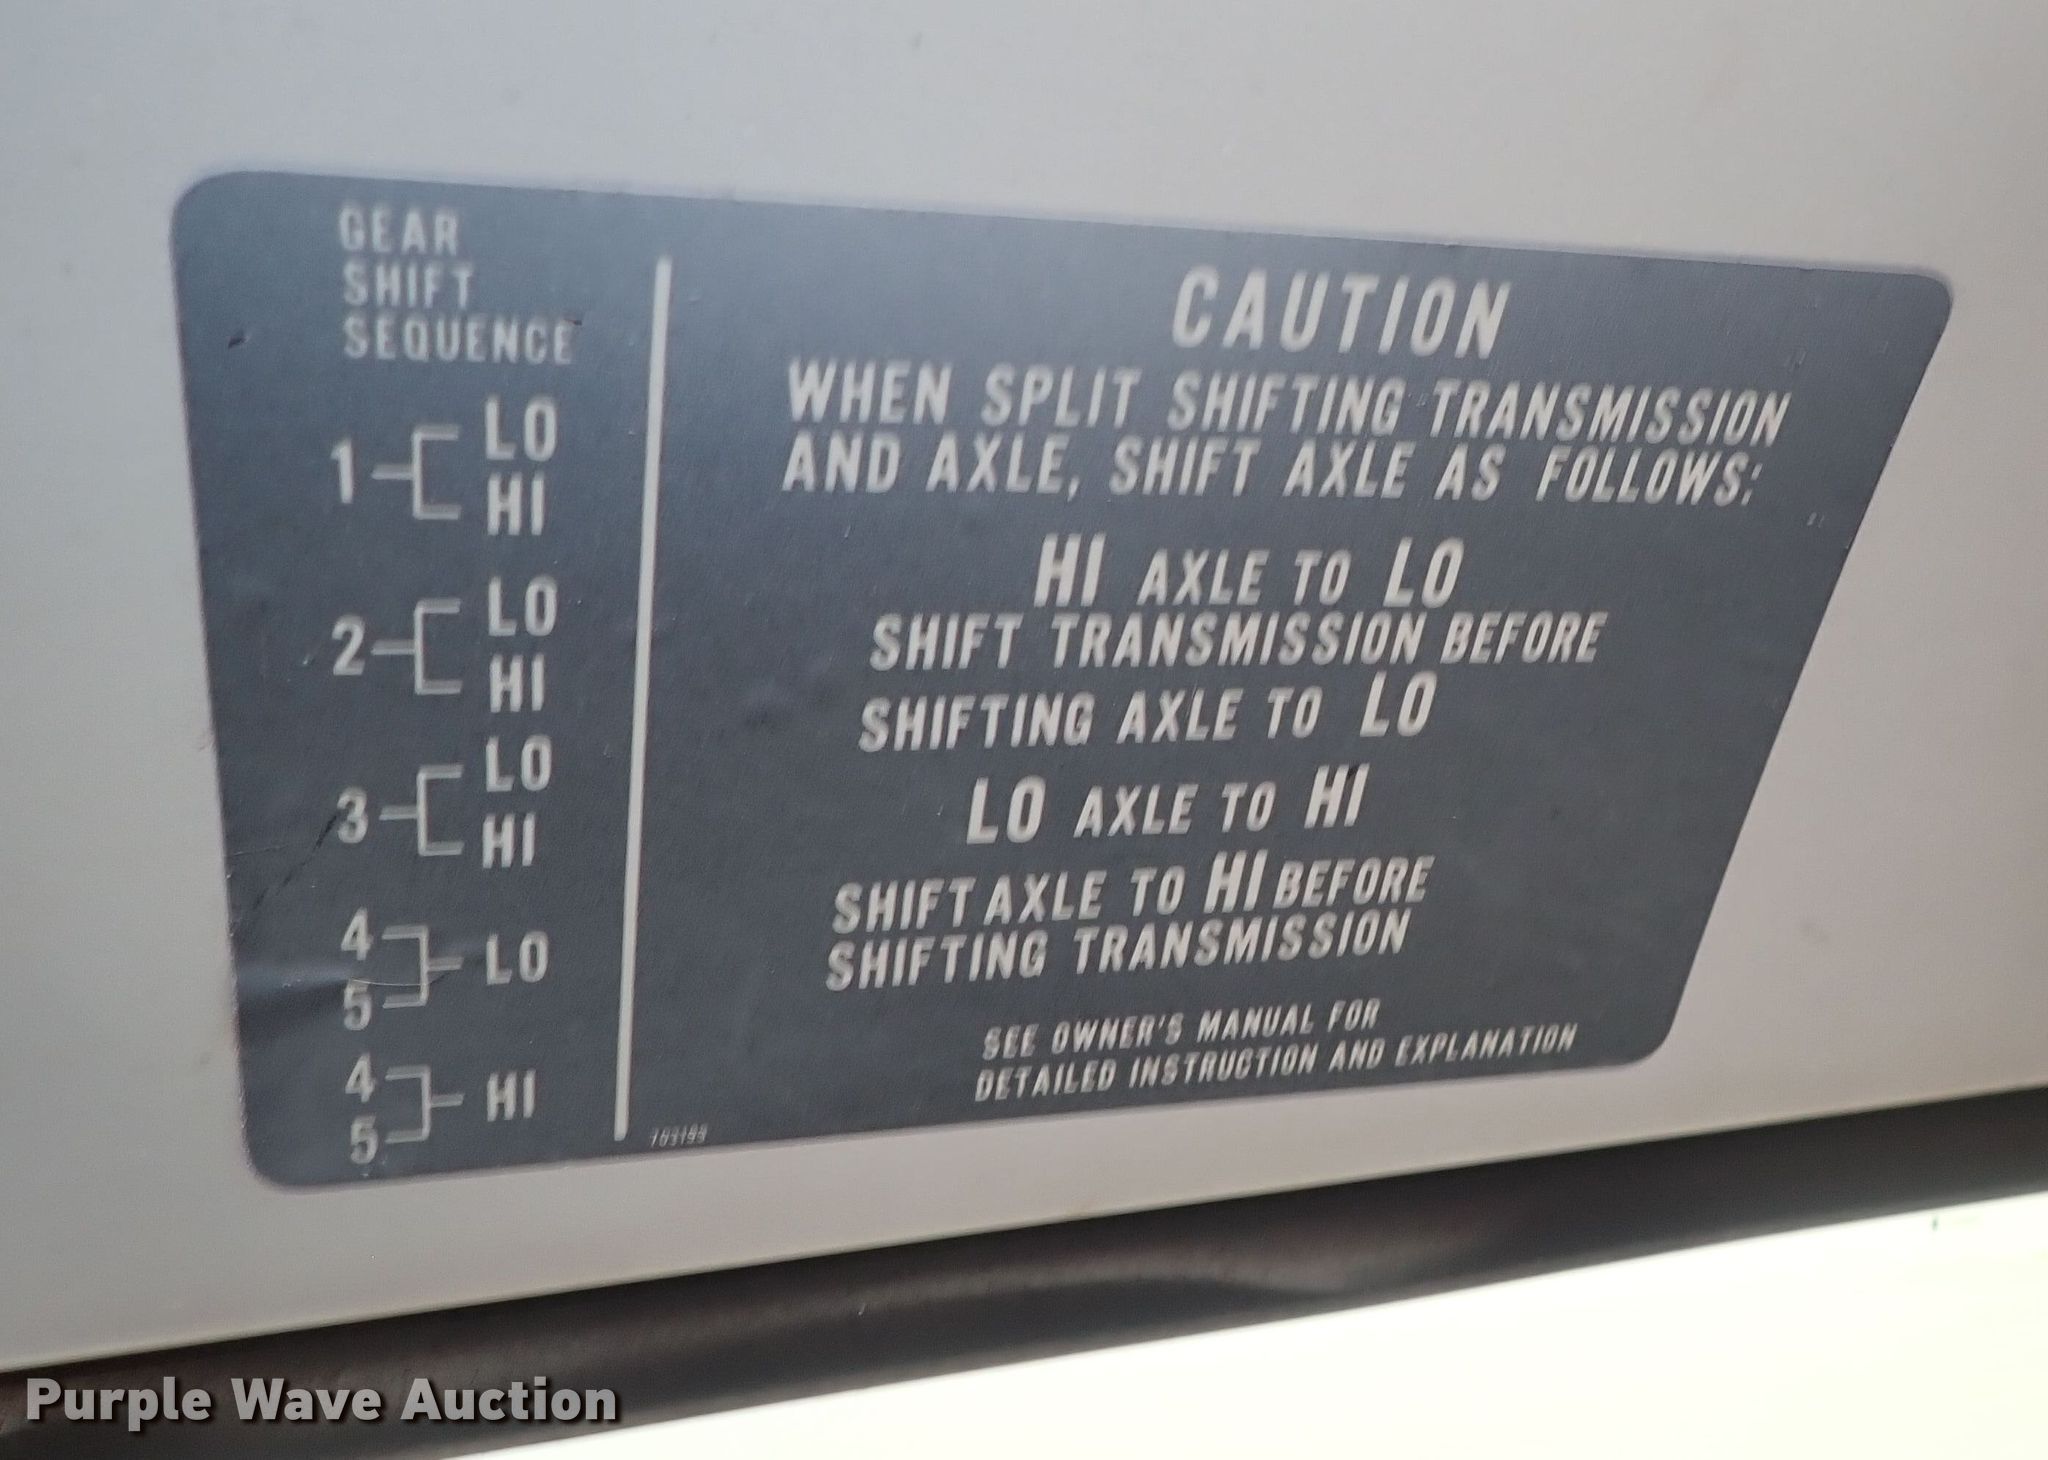 GEAR
SHIFT
SEQUENCE
1 LO
HI
2 LO
HI
3 LO
HI
4
5 LO
4
5 HI
CAUTION
WHEN SPLIT SHIFTING TRANSMISSION
AND AXLE, SHIFT AXLE AS FOLLOWS:
HI AXLE TO LO
SHIFT TRANSMISSION BEFORE
SHIFTING AXLE TO LO
LO AXLE TO HI
SHIFT AXLE TO HI BEFORE
SHIFTING TRANSMISSION
SEE OWNER'S MANUAL FOR
DETAILED INSTRUCTION AND EXPLANATION
Purple Wave Auction